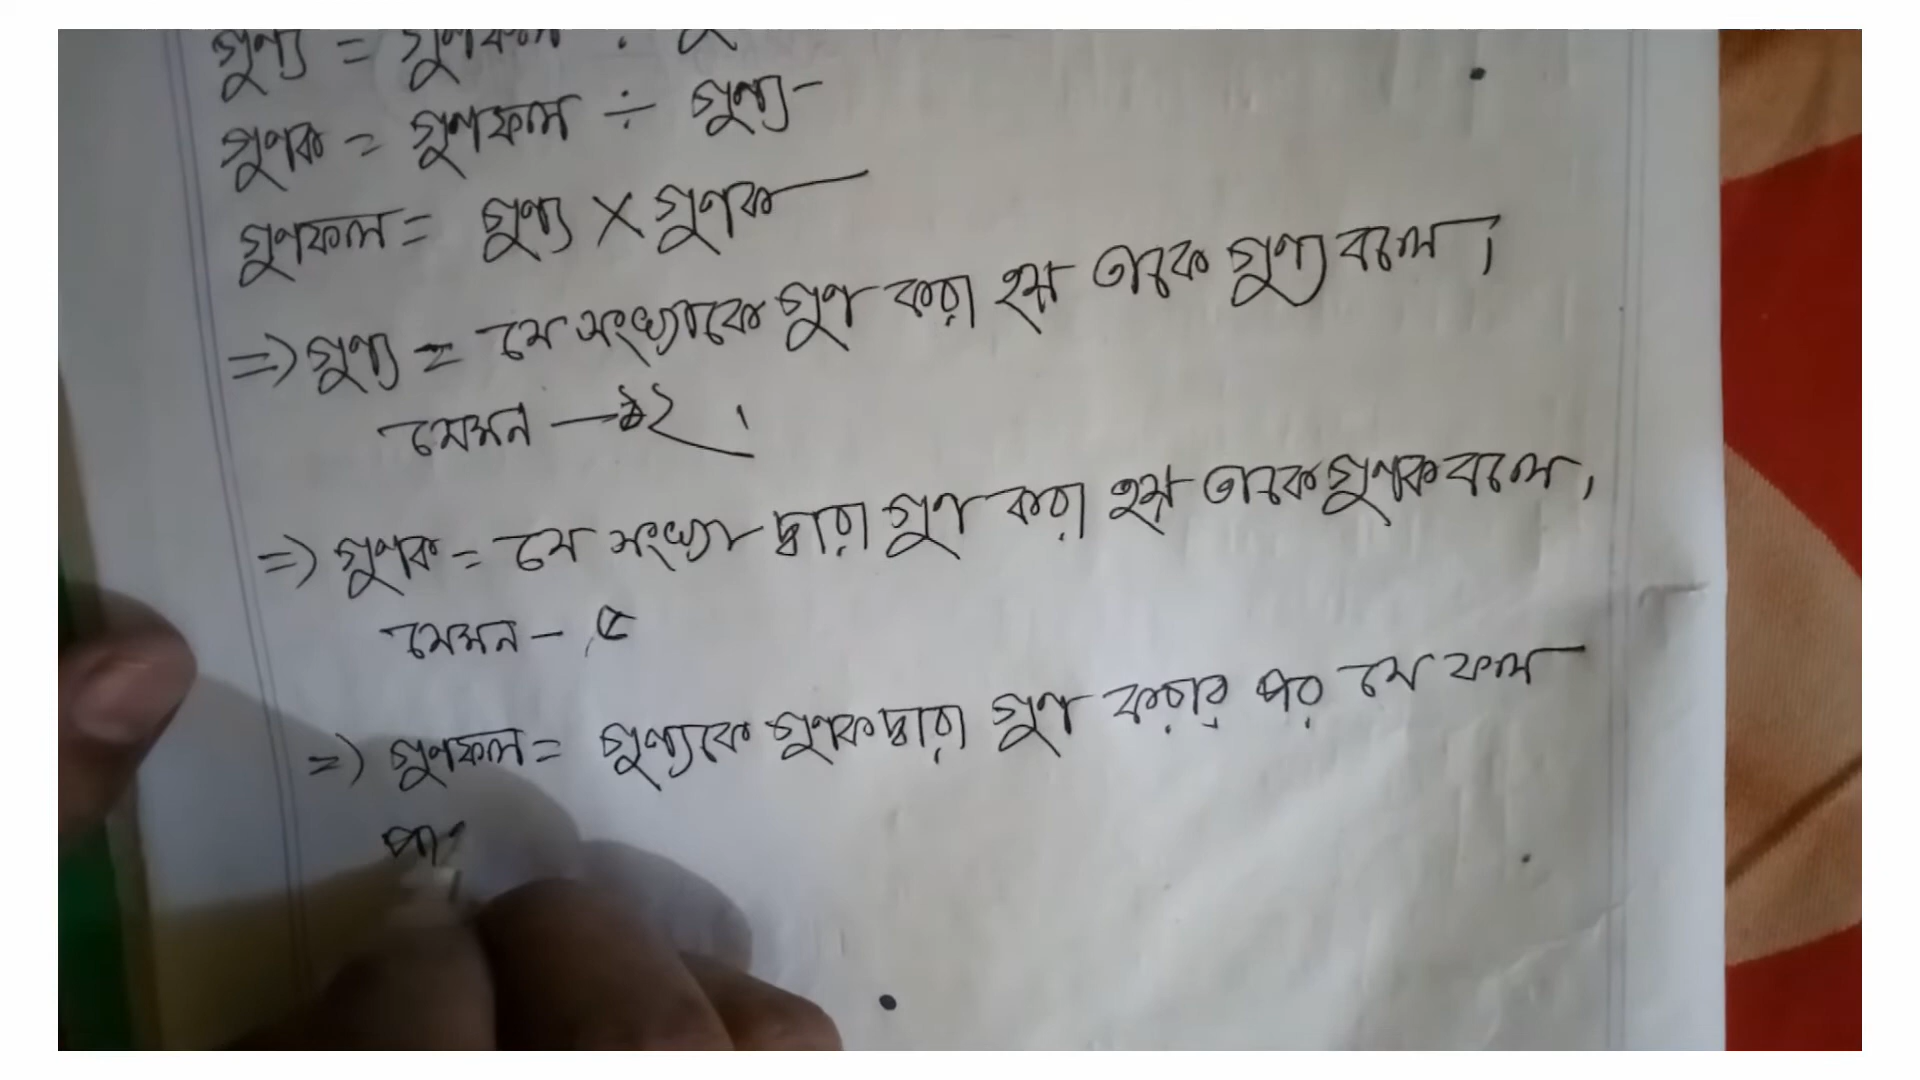 গুণ্য = গুণফল ÷
গুণক = গুণফল ÷ গুণ্য
গুণফল = গুণ্য X গুণক
=> গুণ্য = যে সংখ্যাকে গুণ করা হয় তাকে গুণ্য বলে।
যেমন - ১২।
=> গুণক = যে সংখ্যা দ্বারা গুণ করা হয় তাকে গুণক বলে।
যেমন - ৫
=> গুণফল = গুণ্যকে গুণক দ্বারা গুণ করার পর যে ফল
পা